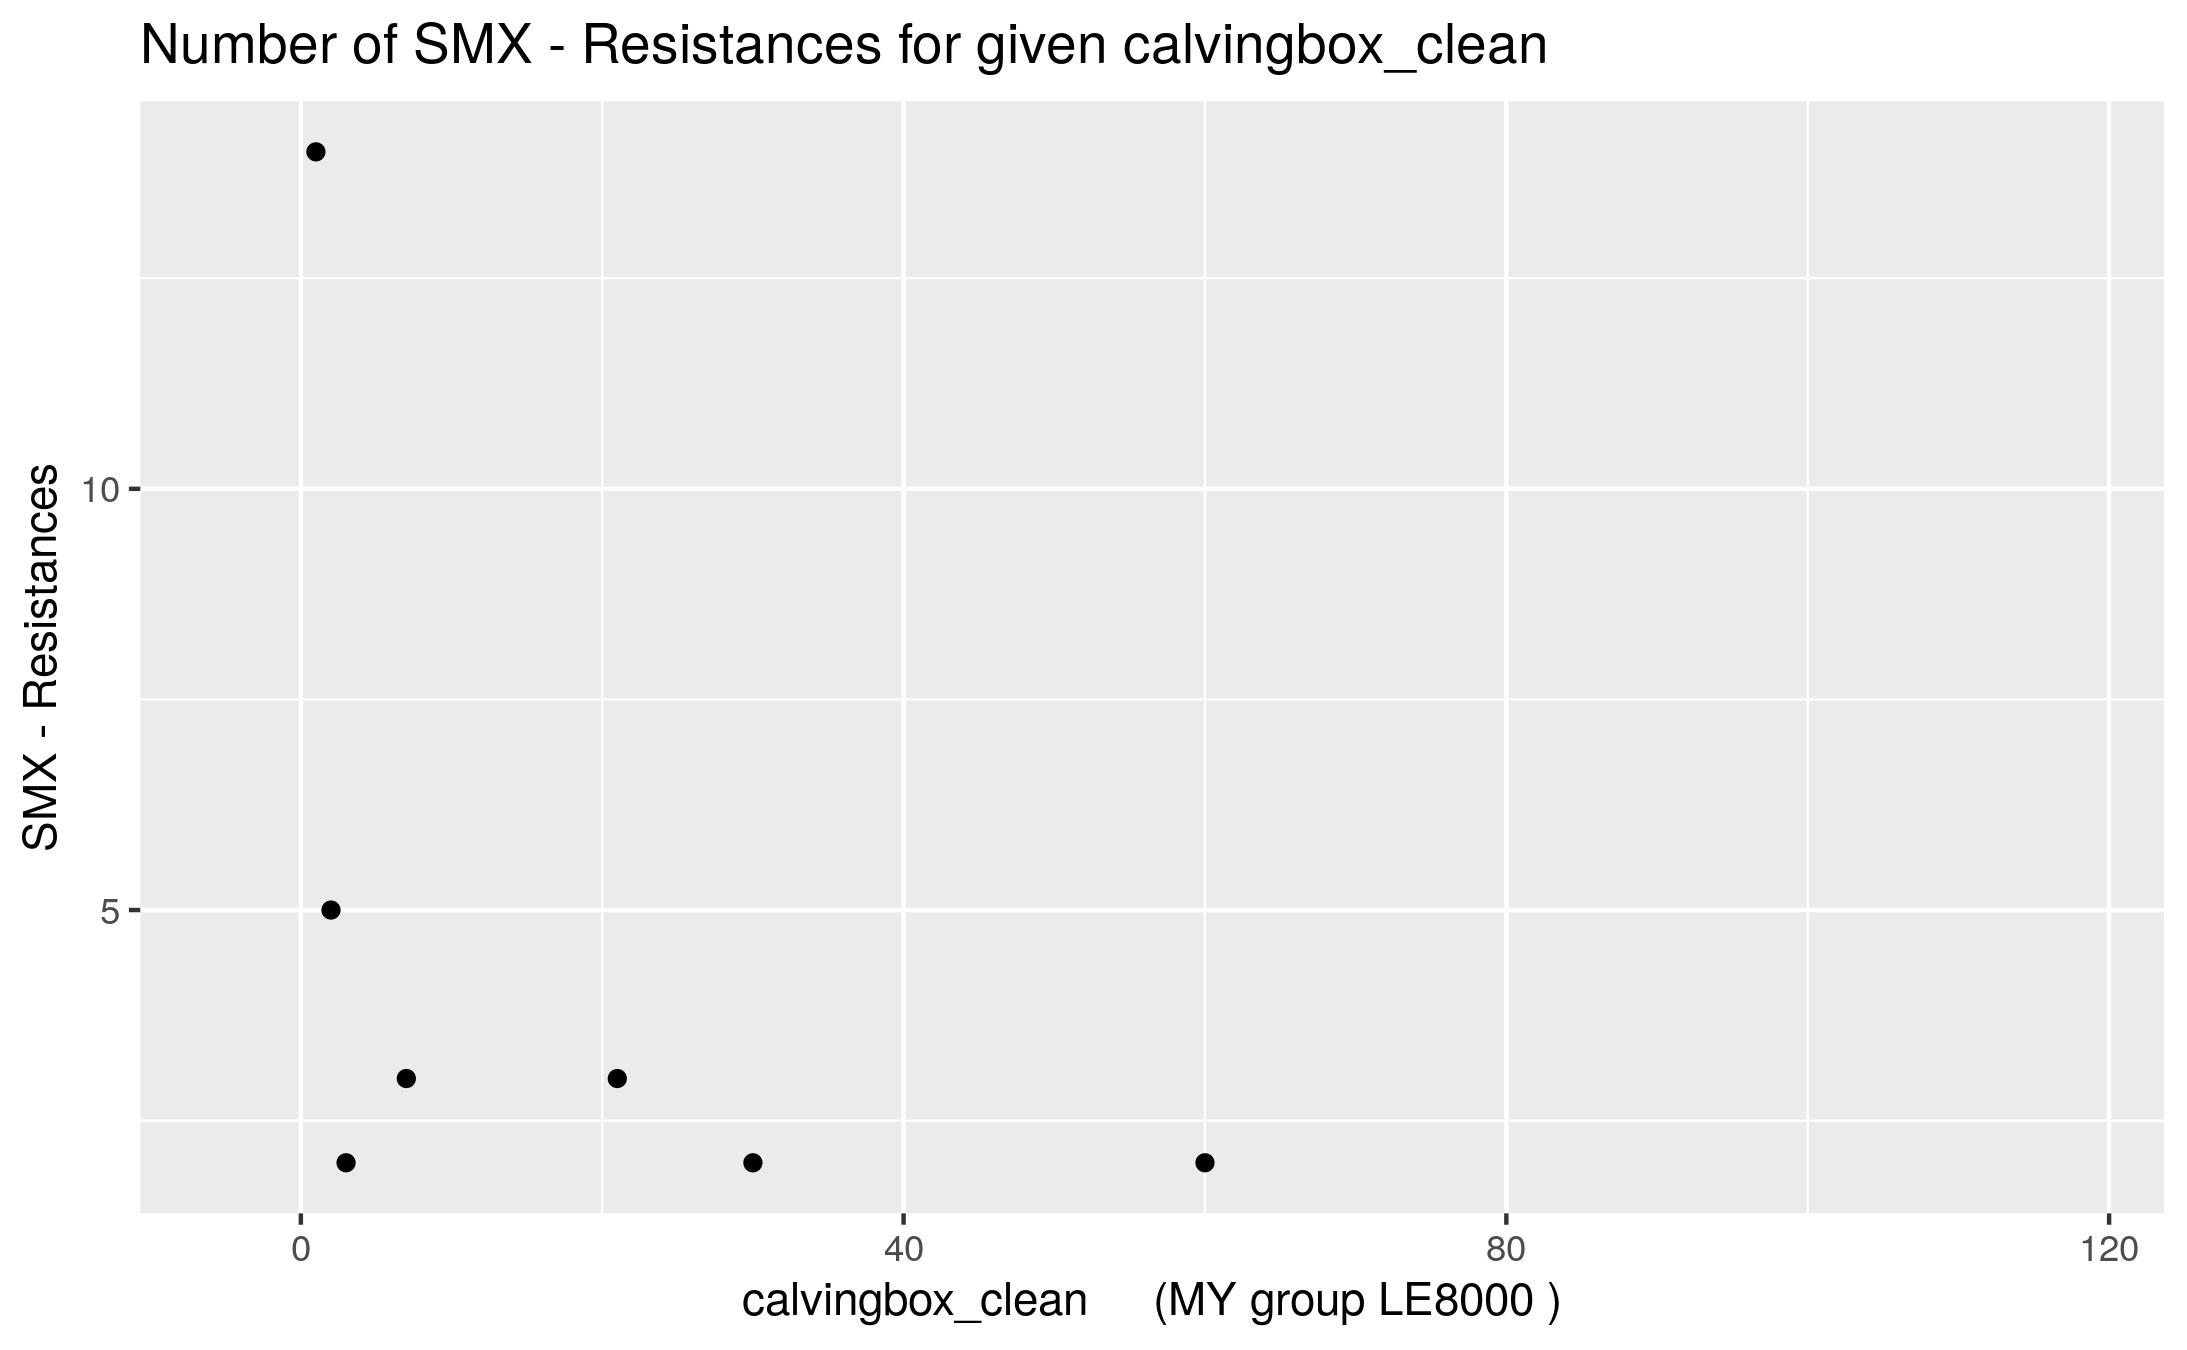 Number of SMX - Resistances for given calvingbox_clean
SMX - Resistances
10
5
0 40 80 120
calvingbox_clean (MY group LE8000 )